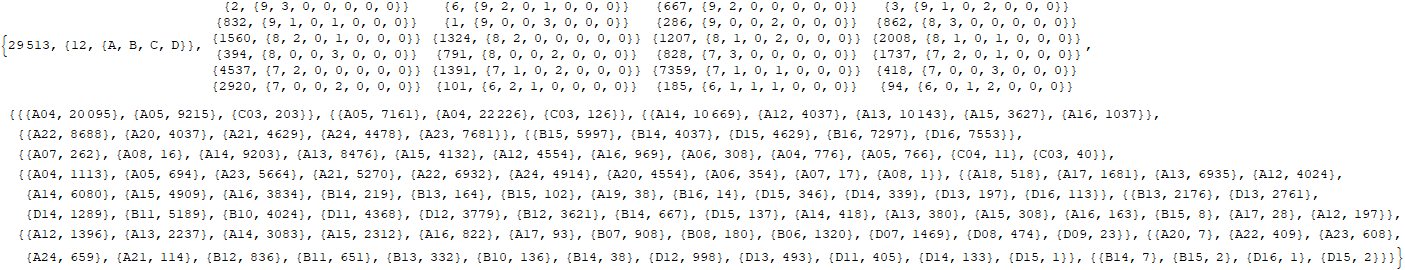 {2, {9, 3, 0, 0, 0, 0, 0}} {6, {9, 2, 0, 1, 0, 0, 0}} {667, {9, 2, 0, 0, 0, 0, 0}} {3, {9, 1, 0, 2, 0, 0, 0}}
{832, {9, 1, 0, 1, 0, 0, 0}} {1, {9, 0, 0, 3, 0, 0, 0}} {286, {9, 0, 0, 2, 0, 0, 0}} {862, {8, 3, 0, 0, 0, 0, 0}}
{29513, {12, {A, B, C, D}}, {1560, {8, 2, 0, 1, 0, 0, 0}} {1324, {8, 2, 0, 0, 0, 0, 0}} {1207, {8, 1, 0, 2, 0, 0, 0}} {2008, {8, 1, 0, 1, 0, 0, 0}},
{394, {8, 0, 0, 3, 0, 0, 0}} {791, {8, 0, 0, 2, 0, 0, 0}} {828, {7, 3, 0, 0, 0, 0, 0}} {1737, {7, 2, 0, 1, 0, 0, 0}}
{4537, {7, 2, 0, 0, 0, 0, 0}} {1391, {7, 1, 0, 2, 0, 0, 0}} {7359, {7, 1, 0, 1, 0, 0, 0}} {418, {7, 0, 0, 3, 0, 0, 0}}
{2920, {7, 0, 0, 2, 0, 0, 0}} {101, {6, 2, 1, 0, 0, 0, 0}} {185, {6, 1, 1, 1, 0, 0, 0}} {94, {6, 0, 1, 2, 0, 0, 0}}
{{{A04, 20095}, {A05, 9215}, {C03, 203}}, {{A05, 7161}, {A04, 22226}, {C03, 126}}, {{A14, 10669}, {A12, 4037}, {A13, 10143}, {A15, 3627}, {A16, 1037}},
{{A22, 8688}, {A20, 4037}, {A21, 4629}, {A24, 4478}, {A23, 7681}}, {{B15, 5997}, {B14, 4037}, {D15, 4629}, {B16, 7297}, {D16, 7553}},
{{A07, 262}, {A08, 16}, {A14, 9203}, {A13, 8476}, {A15, 4132}, {A12, 4554}, {A16, 969}, {A06, 308}, {A04, 776}, {A05, 766}, {C04, 11}, {C03, 40}},
{{A04, 1113}, {A05, 694}, {A23, 5664}, {A21, 5270}, {A22, 6932}, {A24, 4914}, {A20, 4554}, {A06, 354}, {A07, 17}, {A08, 1}}, {{A18, 518}, {A17, 1681}, {A13, 6935}, {A12, 4024},
{A14, 6080}, {A15, 4909}, {A16, 3834}, {B14, 219}, {B13, 164}, {B15, 102}, {A19, 38}, {B16, 14}, {D15, 346}, {D14, 339}, {D13, 197}, {D16, 113}}, {{B13, 2176}, {D13, 2761},
{D14, 1289}, {B11, 5189}, {B10, 4024}, {D11, 4368}, {D12, 3779}, {B12, 3621}, {B14, 667}, {D15, 137}, {A14, 418}, {A13, 380}, {A15, 308}, {A16, 163}, {B15, 8}, {A17, 28}, {A12, 197}},
{{A12, 1396}, {A13, 2237}, {A14, 3083}, {A15, 2312}, {A16, 822}, {A17, 93}, {B07, 908}, {B08, 180}, {B06, 1320}, {D07, 1469}, {D08, 474}, {D09, 23}}, {{A20, 7}, {A22, 409}, {A23, 608},
{A24, 659}, {A21, 114}, {B12, 836}, {B11, 651}, {B13, 332}, {B10, 136}, {B14, 38}, {D12, 998}, {D13, 493}, {D11, 405}, {D14, 133}, {D15, 1}}, {{B14, 7}, {B15, 2}, {D16, 1}, {D15, 2}}}}